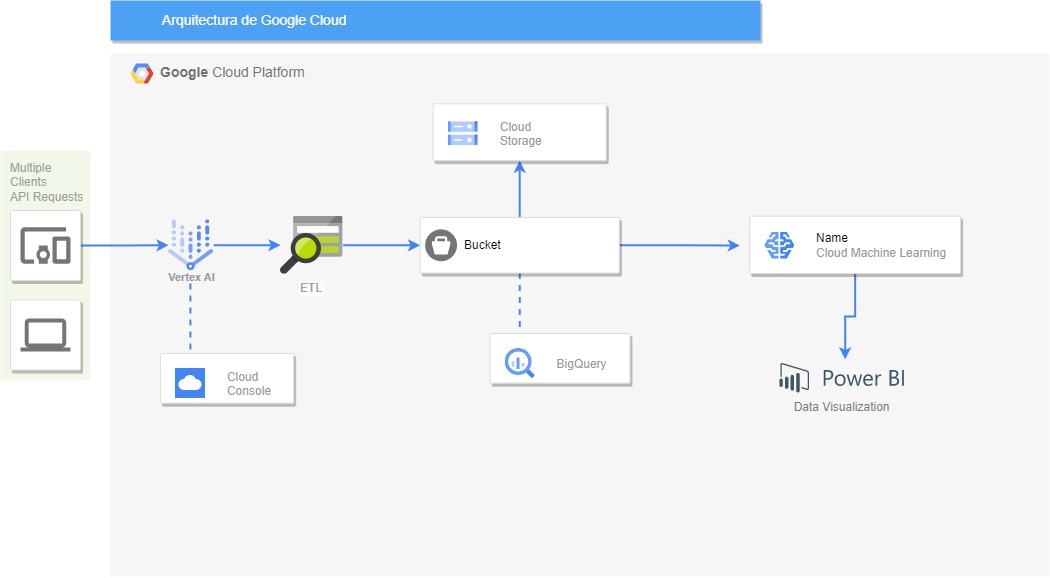 Arquitectura de Google Cloud
Google Cloud Platform
Multiple
Clients
API Requests
Cloud
Storage
Vertex AI
ETL
Bucket
Name
Cloud Machine Learning
Cloud
Console
BigQuery
Power BI
Data Visualization